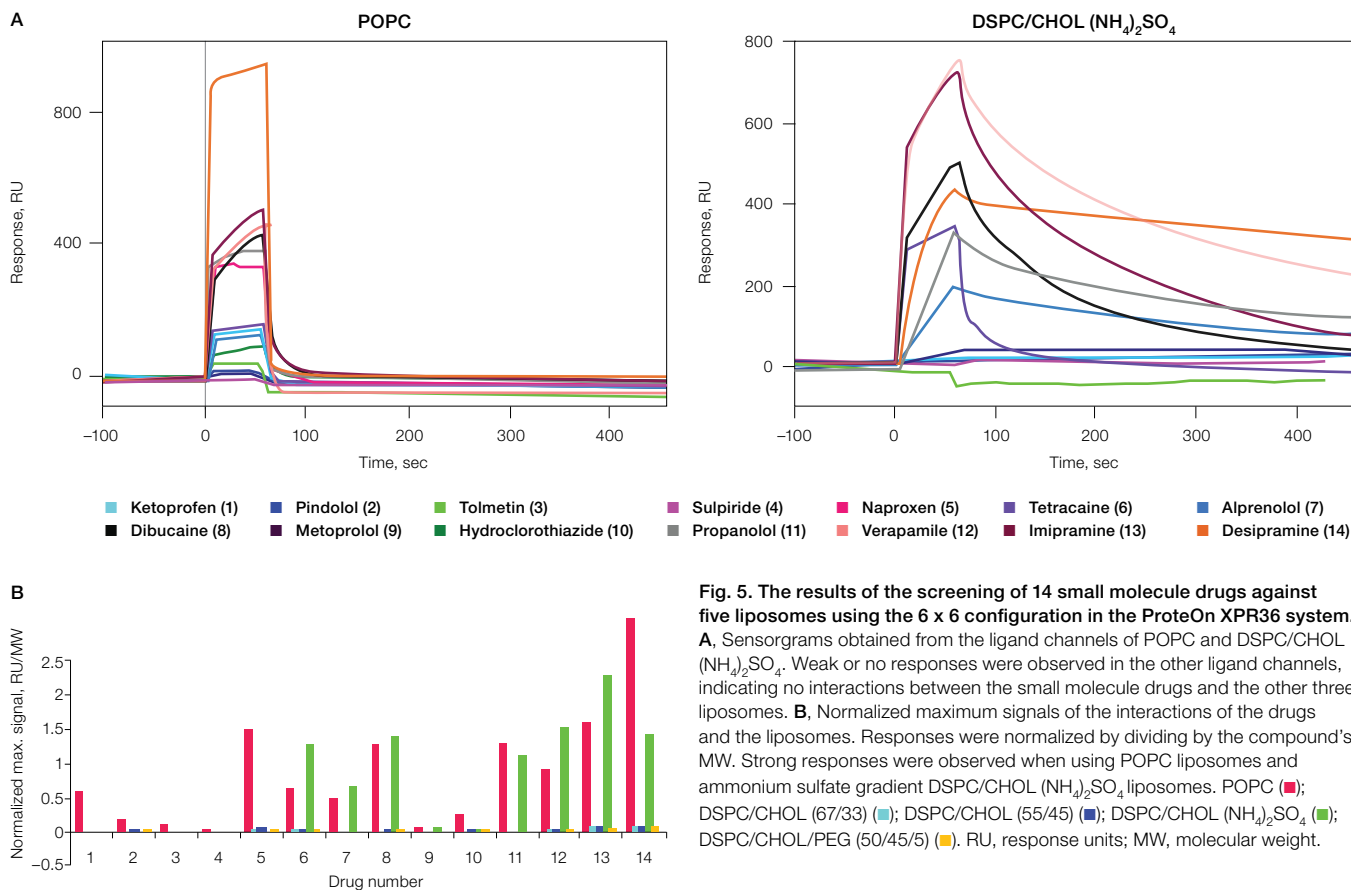 A
POPC
Response, RU
800
400
0
–100
0
100
200
300
400
Time, sec
DSPC/CHOL (NH₄)₂SO₄
Response, RU
800
600
400
200
0
–100
0
100
200
300
400
Time, sec
Ketoprofen (1)
Pindolol (2)
Tolmetin (3)
Sulpiride (4)
Naproxen (5)
Tetracaine (6)
Alprenolol (7)
Dibucaine (8)
Metoprolol (9)
Hydroclorothiazide (10)
Propanolol (11)
Verapamile (12)
Imipramine (13)
Desipramine (14)
B
Normalized max. signal, RU/MW
2.5
2
1.5
1
0.5
0
–0.5
1 2 3 4 5 6 7 8 9 10 11 12 13 14
Drug number
Fig. 5. The results of the screening of 14 small molecule drugs against
five liposomes using the 6 x 6 configuration in the ProteOn XPR36 system.
A, Sensorgrams obtained from the ligand channels of POPC and DSPC/CHOL
(NH₄)₂SO₄. Weak or no responses were observed in the other ligand channels,
indicating no interactions between the small molecule drugs and the other three
liposomes. B, Normalized maximum signals of the interactions of the drugs
and the liposomes. Responses were normalized by dividing by the compound's
MW. Strong responses were observed when using POPC liposomes and
ammonium sulfate gradient DSPC/CHOL (NH₄)₂SO₄ liposomes. POPC (■);
DSPC/CHOL (67/33) (■); DSPC/CHOL (55/45) (■); DSPC/CHOL (NH₄)₂SO₄ (■);
DSPC/CHOL/PEG (50/45/5) (■). RU, response units; MW, molecular weight.